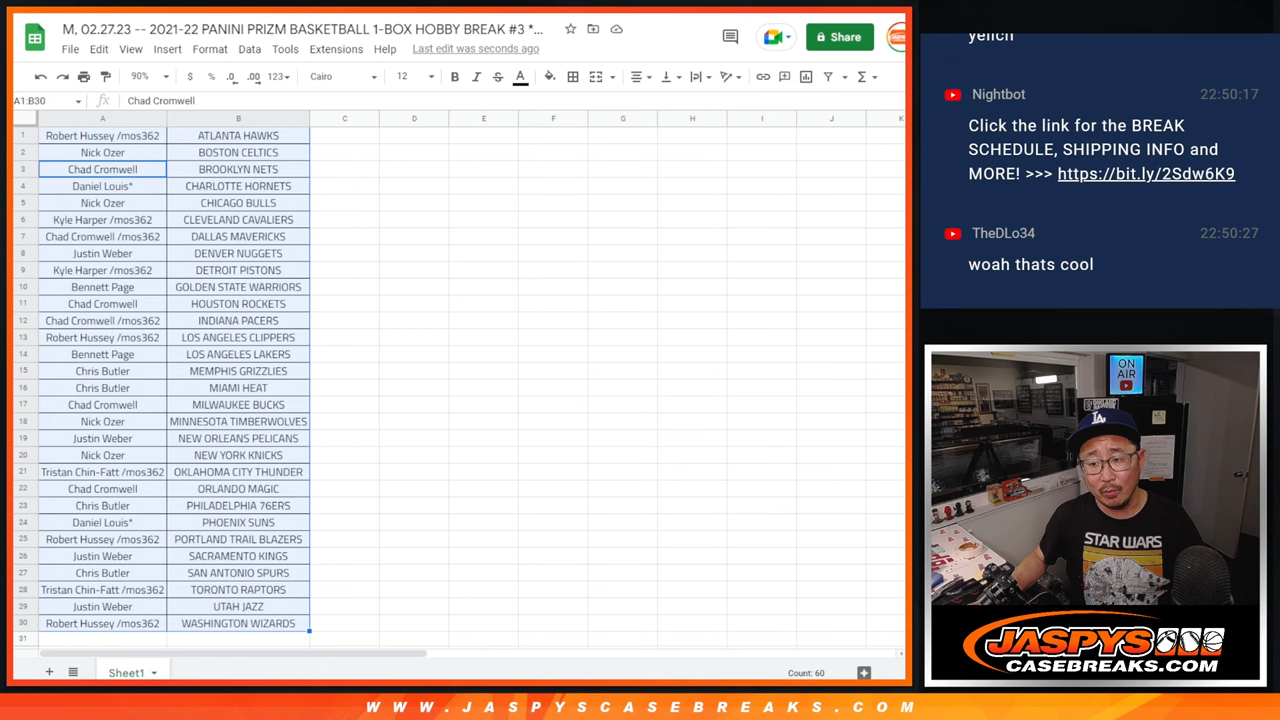 M, 02.27.23 -- 2021-22 PANINI PRIZM BASKETBALL 1-BOX HOBBY BREAK #3 *...
File Edit View Insert Format Data Tools Extensions Help Last edit was seconds ago
Share
90% $ % .0 .00 123 Cairo 12 B I S A
A1:B30 fx Chad Cromwell
A B C D E F G H I J K
1 Robert Hussey /mos362 ATLANTA HAWKS
2 Nick Ozer BOSTON CELTICS
3 Chad Cromwell BROOKLYN NETS
4 Daniel Louis* CHARLOTTE HORNETS
5 Nick Ozer CHICAGO BULLS
6 Kyle Harper /mos362 CLEVELAND CAVALIERS
7 Chad Cromwell /mos362 DALLAS MAVERICKS
8 Justin Weber DENVER NUGGETS
9 Kyle Harper /mos362 DETROIT PISTONS
10 Bennett Page GOLDEN STATE WARRIORS
11 Chad Cromwell HOUSTON ROCKETS
12 Chad Cromwell /mos362 INDIANA PACERS
13 Robert Hussey /mos362 LOS ANGELES CLIPPERS
14 Bennett Page LOS ANGELES LAKERS
15 Chris Butler MEMPHIS GRIZZLIES
16 Chris Butler MIAMI HEAT
17 Chad Cromwell MILWAUKEE BUCKS
18 Nick Ozer MINNESOTA TIMBERWOLVES
19 Justin Weber NEW ORLEANS PELICANS
20 Nick Ozer NEW YORK KNICKS
21 Tristan Chin-Fatt /mos362 OKLAHOMA CITY THUNDER
22 Chad Cromwell ORLANDO MAGIC
23 Chris Butler PHILADELPHIA 76ERS
24 Daniel Louis* PHOENIX SUNS
25 Robert Hussey /mos362 PORTLAND TRAIL BLAZERS
26 Justin Weber SACRAMENTO KINGS
27 Chris Butler SAN ANTONIO SPURS
28 Tristan Chin-Fatt /mos362 TORONTO RAPTORS
29 Justin Weber UTAH JAZZ
30 Robert Hussey /mos362 WASHINGTON WIZARDS
31
Sheet1
Count: 60
yelich
Nightbot 22:50:17
Click the link for the BREAK
SCHEDULE, SHIPPING INFO and
MORE! >>> https://bit.ly/2Sdw6K9
TheDLo34 22:50:27
woah thats cool
ON
AIR
LA
STAR WARS
JASPYS
CASEBREAKS.COM
WWW.JASPYSCASEBREAKS.COM